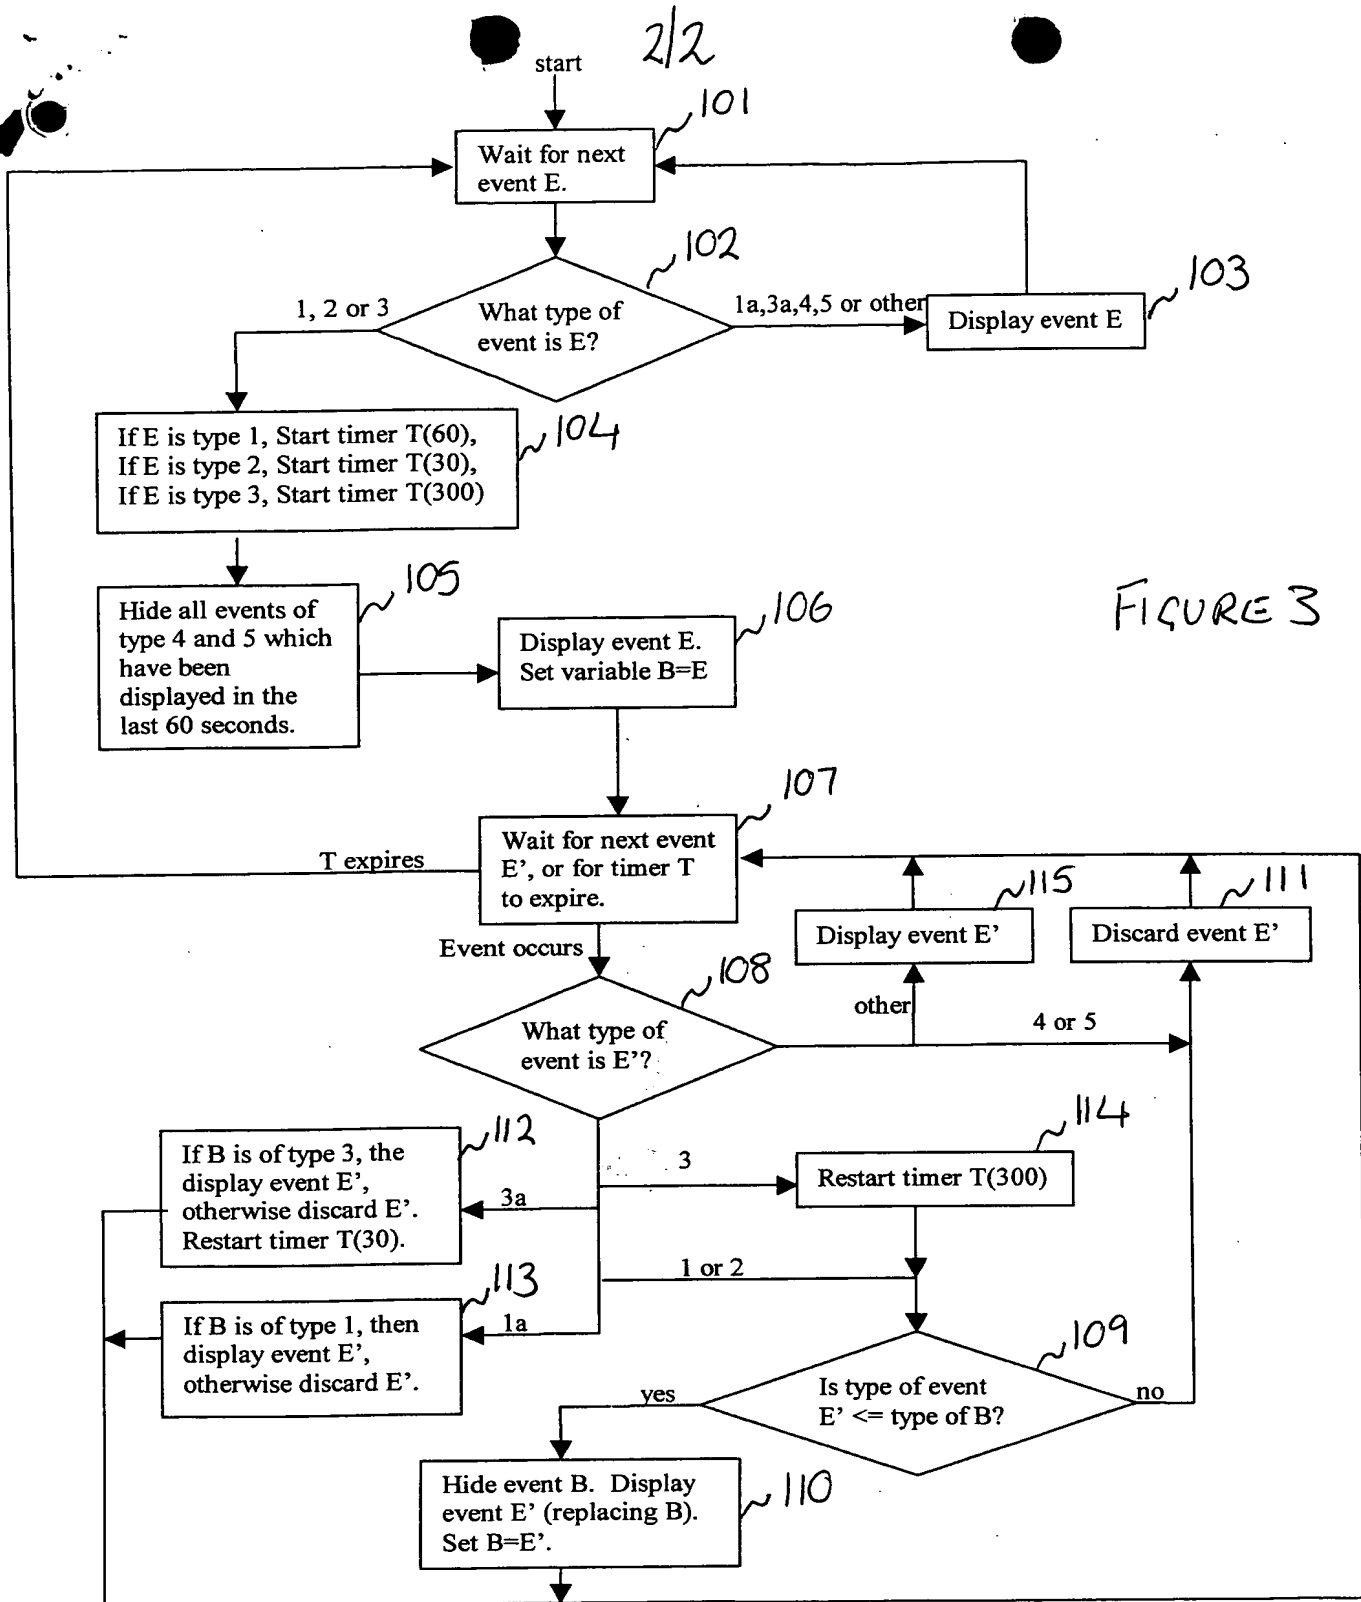 2/2
start
101
Wait for next
event E.
102
103
1, 2 or 3
What type of
event is E?
1a,3a,4,5 or other
Display event E
104
If E is type 1, Start timer T(60),
If E is type 2, Start timer T(30),
If E is type 3, Start timer T(300)
105
Hide all events of
type 4 and 5 which
have been
displayed in the
last 60 seconds.
106
Display event E.
Set variable B=E
FIGURE 3
107
Wait for next event
E', or for timer T
to expire.
T expires
115
Display event E'
111
Discard event E'
Event occurs
108
What type of
event is E'?
other
4 or 5
112
If B is of type 3, the
display event E',
otherwise discard E'.
Restart timer T(30).
3a
3
114
Restart timer T(300)
1 or 2
113
If B is of type 1, then
display event E',
otherwise discard E'.
1a
109
Is type of event
E' <= type of B?
yes
no
110
Hide event B. Display
event E' (replacing B).
Set B=E'.